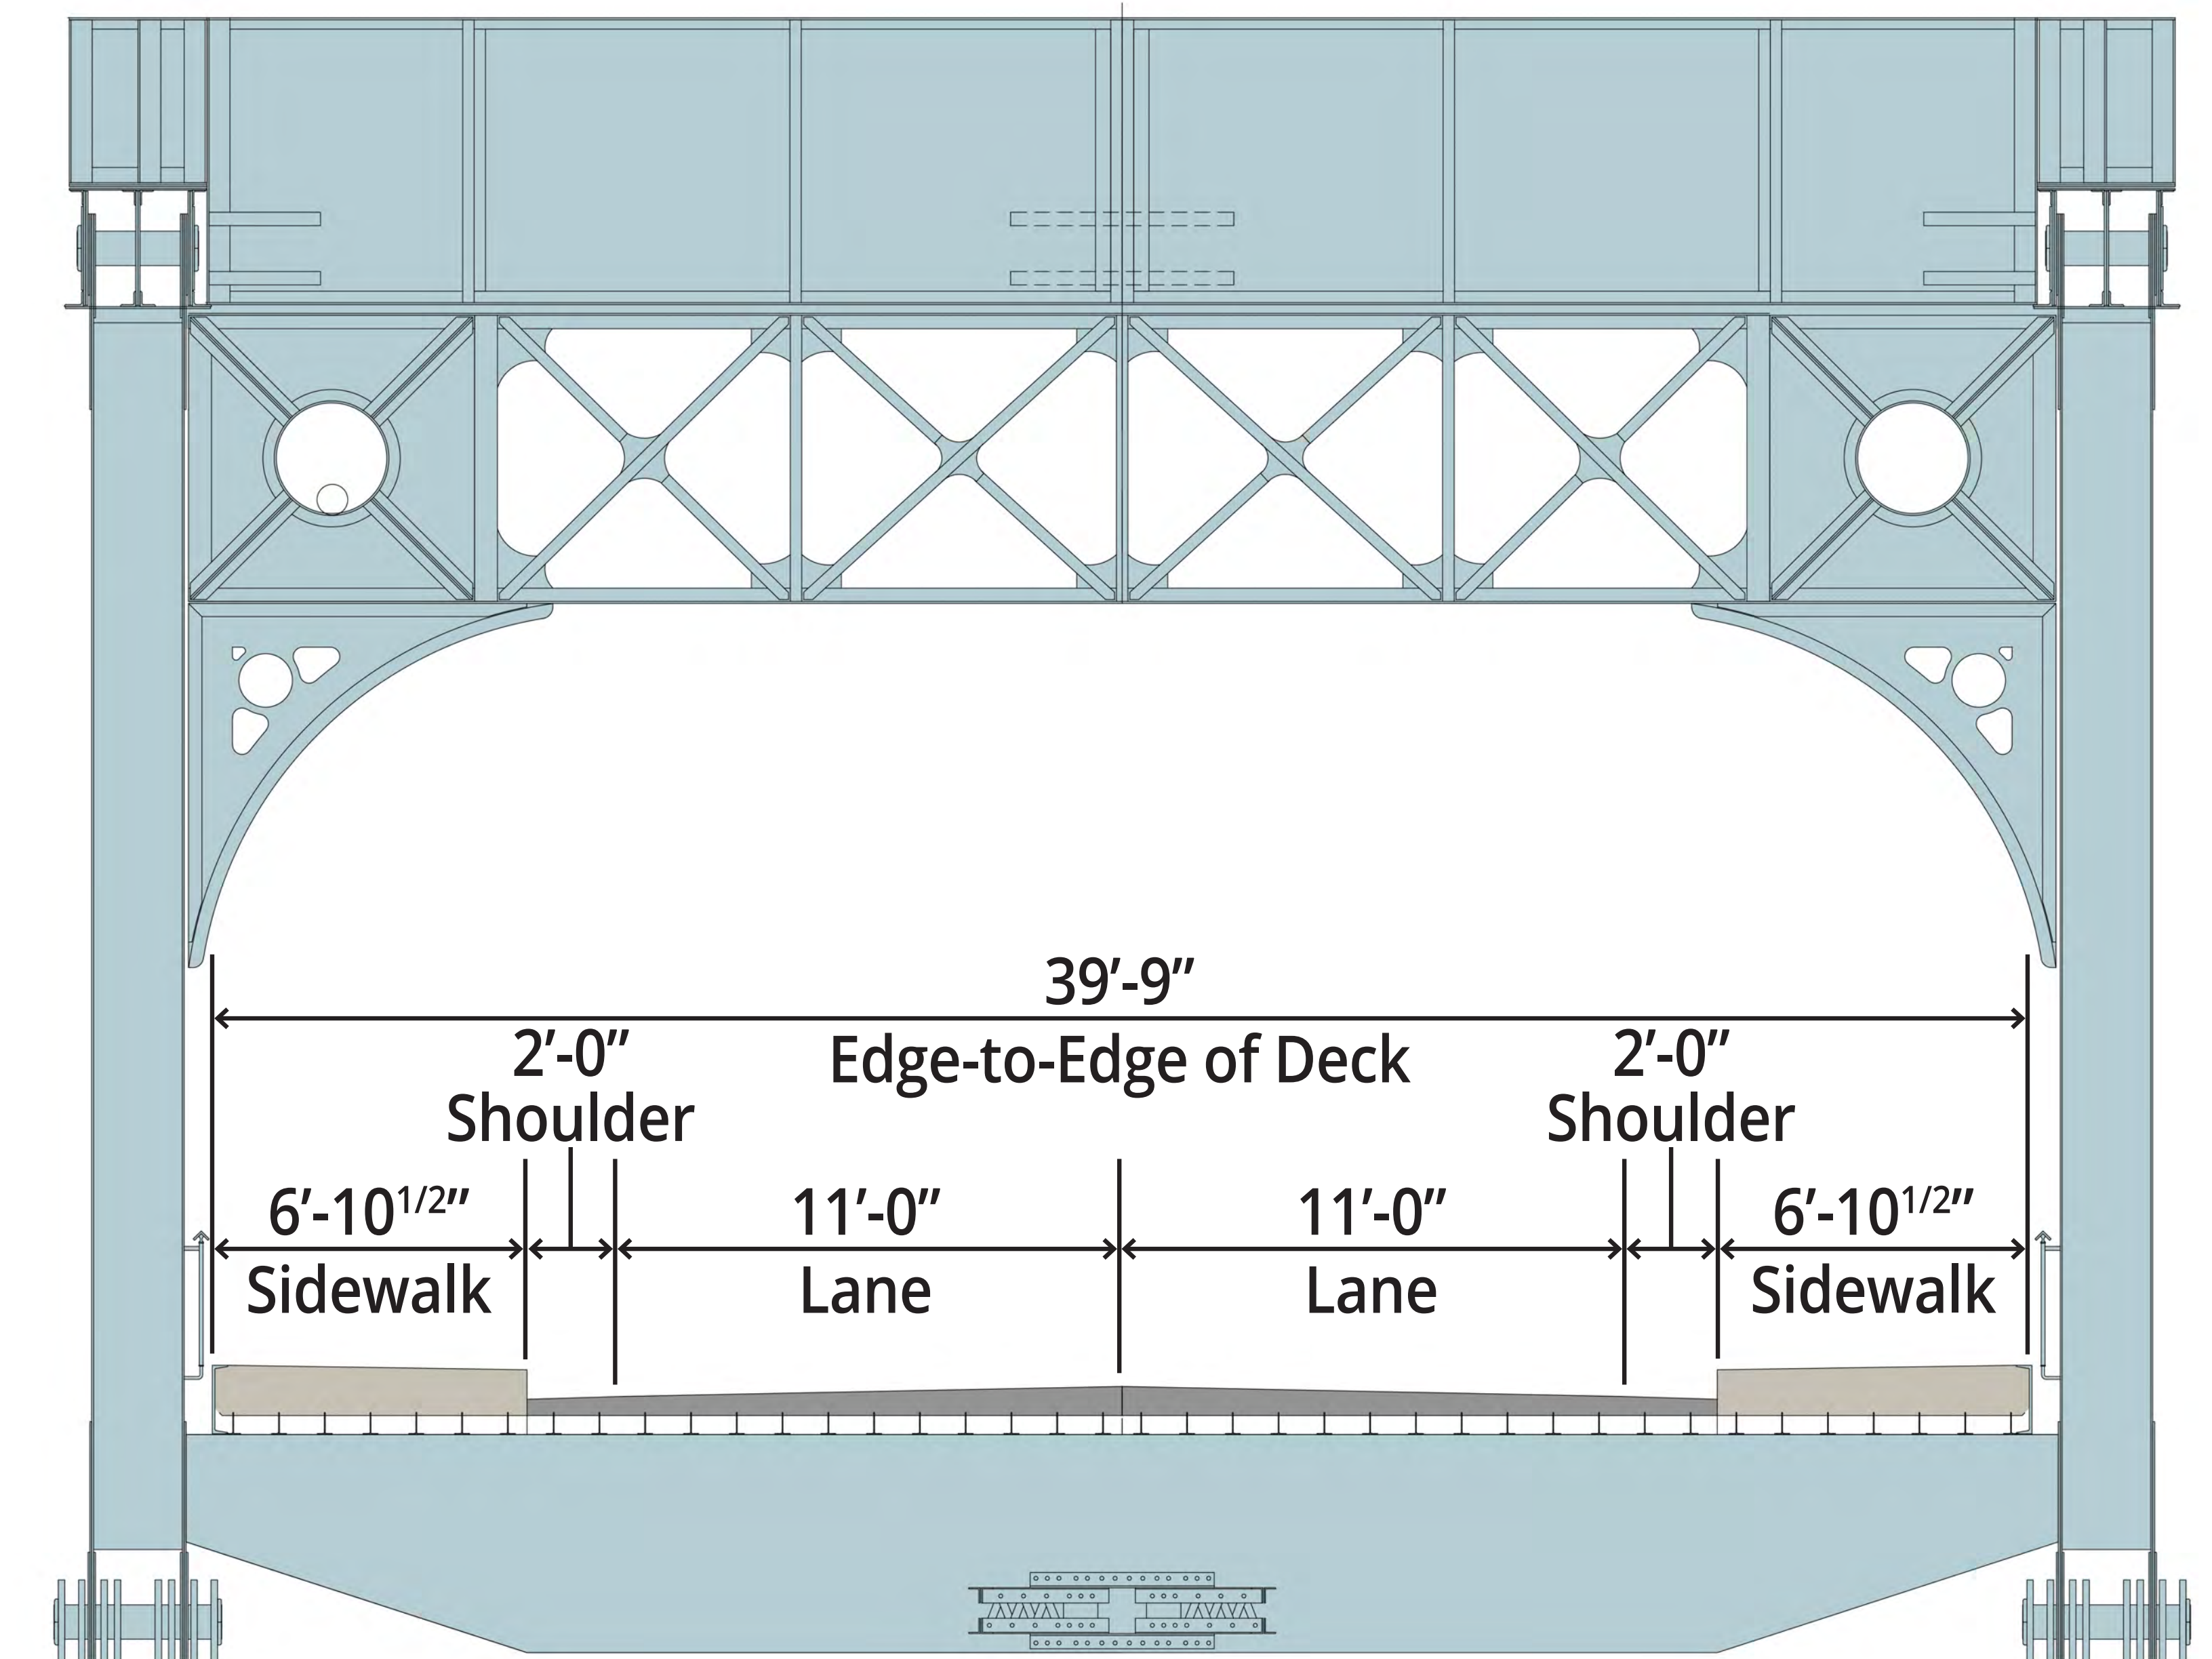 39’-9”
Edge-to-Edge of Deck
2’-0”
Shoulder
2’-0”
Shoulder
6’-10 1/2”
Sidewalk
11’-0”
Lane
11’-0”
Lane
6’-10 1/2”
Sidewalk